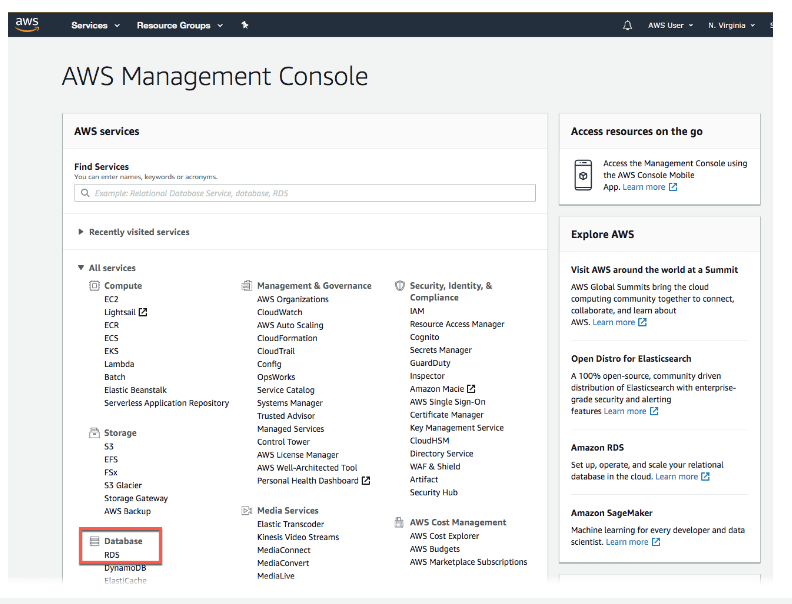 aws
Services
Resource Groups
AWS User
N. Virginia
AWS Management Console
AWS services
Find Services
You can enter names, keywords or acronyms.
Example: Relational Database Service, database, RDS
Recently visited services
All services
Compute
EC2
Lightsail
ECR
ECS
EKS
Lambda
Batch
Elastic Beanstalk
Serverless Application Repository
Storage
S3
EFS
FSx
S3 Glacier
Storage Gateway
AWS Backup
Database
RDS
DynamoDB
ElastiCache
Management & Governance
AWS Organizations
CloudWatch
AWS Auto Scaling
CloudFormation
CloudTrail
Config
OpsWorks
Service Catalog
Systems Manager
Trusted Advisor
Managed Services
Control Tower
AWS License Manager
AWS Well-Architected Tool
Personal Health Dashboard
Media Services
Elastic Transcoder
Kinesis Video Streams
MediaConnect
MediaConvert
MediaLive
Security, Identity, &
Compliance
IAM
Resource Access Manager
Cognito
Secrets Manager
GuardDuty
Inspector
Amazon Macie
AWS Single Sign-On
Certificate Manager
Key Management Service
CloudHSM
Directory Service
WAF & Shield
Artifact
Security Hub
AWS Cost Management
AWS Cost Explorer
AWS Budgets
AWS Marketplace Subscriptions
Access resources on the go
Access the Management Console using
the AWS Console Mobile
App. Learn more
Explore AWS
Visit AWS around the world at a Summit
AWS Global Summits bring the cloud
computing community together to connect,
collaborate, and learn about
AWS. Learn more
Open Distro for Elasticsearch
A 100% open-source, community driven
distribution of Elasticsearch with enterprise-
grade security and alerting
features Learn more
Amazon RDS
Set up, operate, and scale your relational
database in the cloud. Learn more
Amazon SageMaker
Machine learning for every developer and data
scientist. Learn more